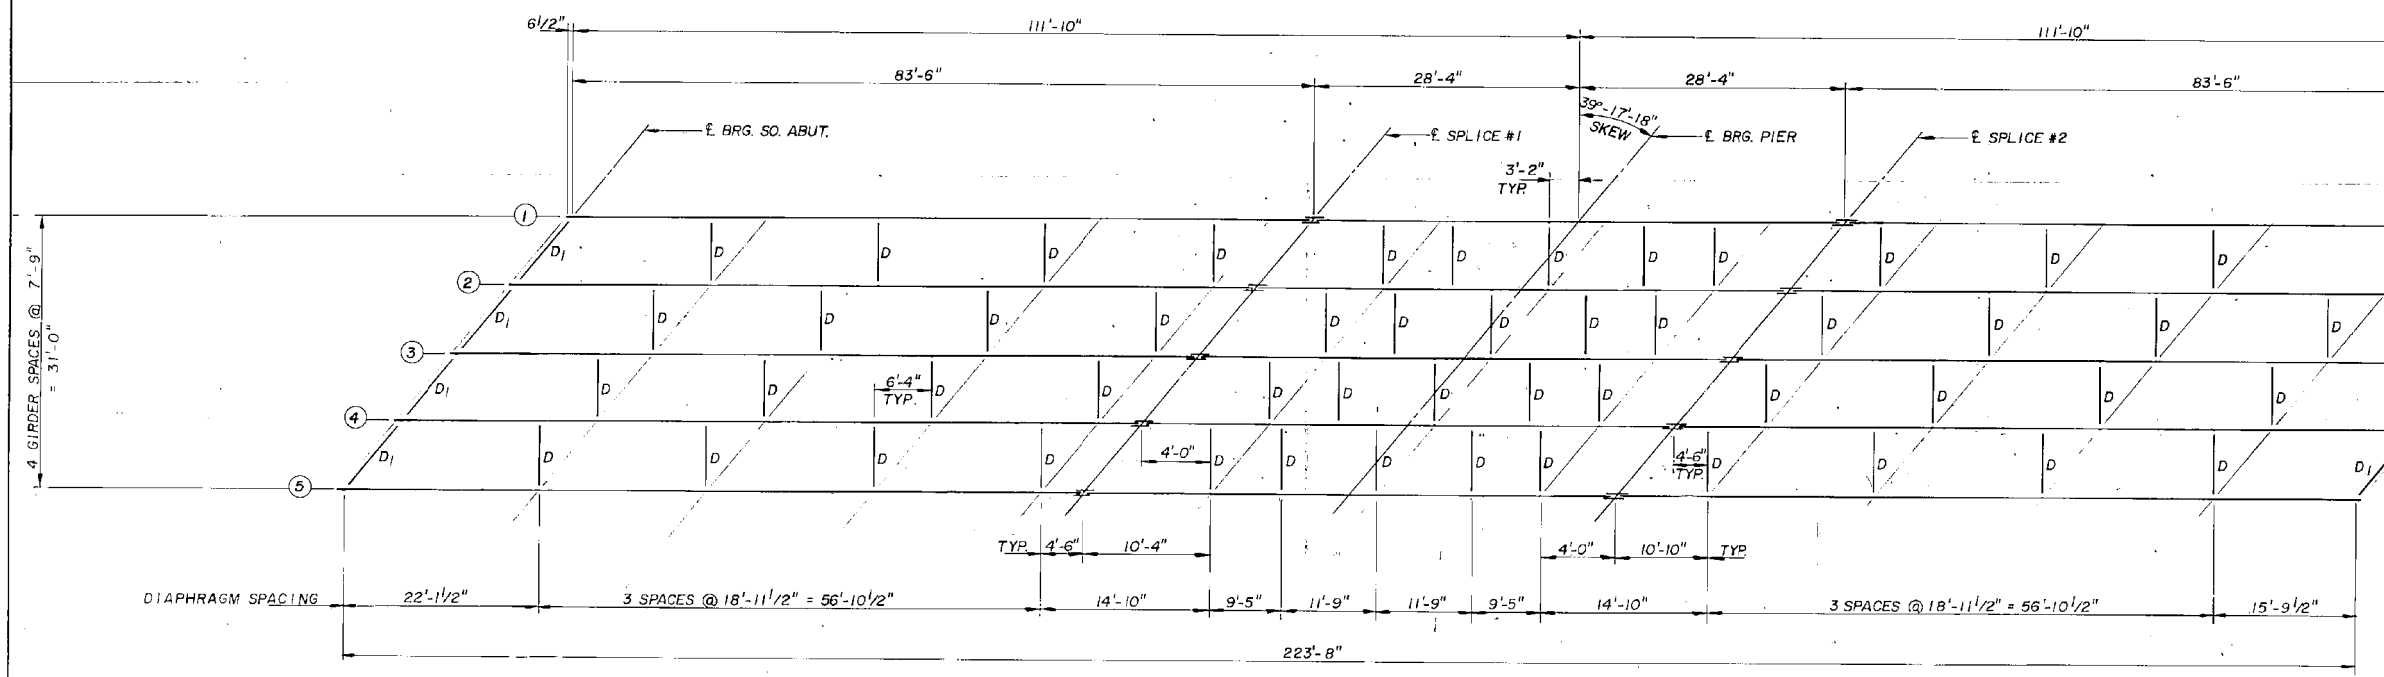 6 1/2"
111'-10"
111'-10"
83'-6"
28'-4"
28'-4"
83'-6"
39°-17'-18"
SKEW
℄ BRG. SO. ABUT.
℄ SPLICE #1
℄ BRG. PIER
℄ SPLICE #2
3'-2"
TYP.
4 GIRDER SPACES @ 7'-9"
= 31'-0"
1
D1 D D D D D D D D D D D D
2
D1 D D D D D D D D D D D D D
3
D1 D D D D D D D D D D D D D
6'-4"
TYP.
4
D1 D D D D D D D D D D D D D D1
4'-0"
4'-6"
TYP.
5
TYP. 4'-6" 10'-4"
4'-0" 10'-10" TYP.
DIAPHRAGM SPACING 22'-1 1/2" 3 SPACES @ 18'-11 1/2" = 56'-10 1/2" 14'-10" 9'-5" 11'-9" 11'-9" 9'-5" 14'-10" 3 SPACES @ 18'-11 1/2" = 56'-10 1/2" 15'-9 1/2"
223'-8"